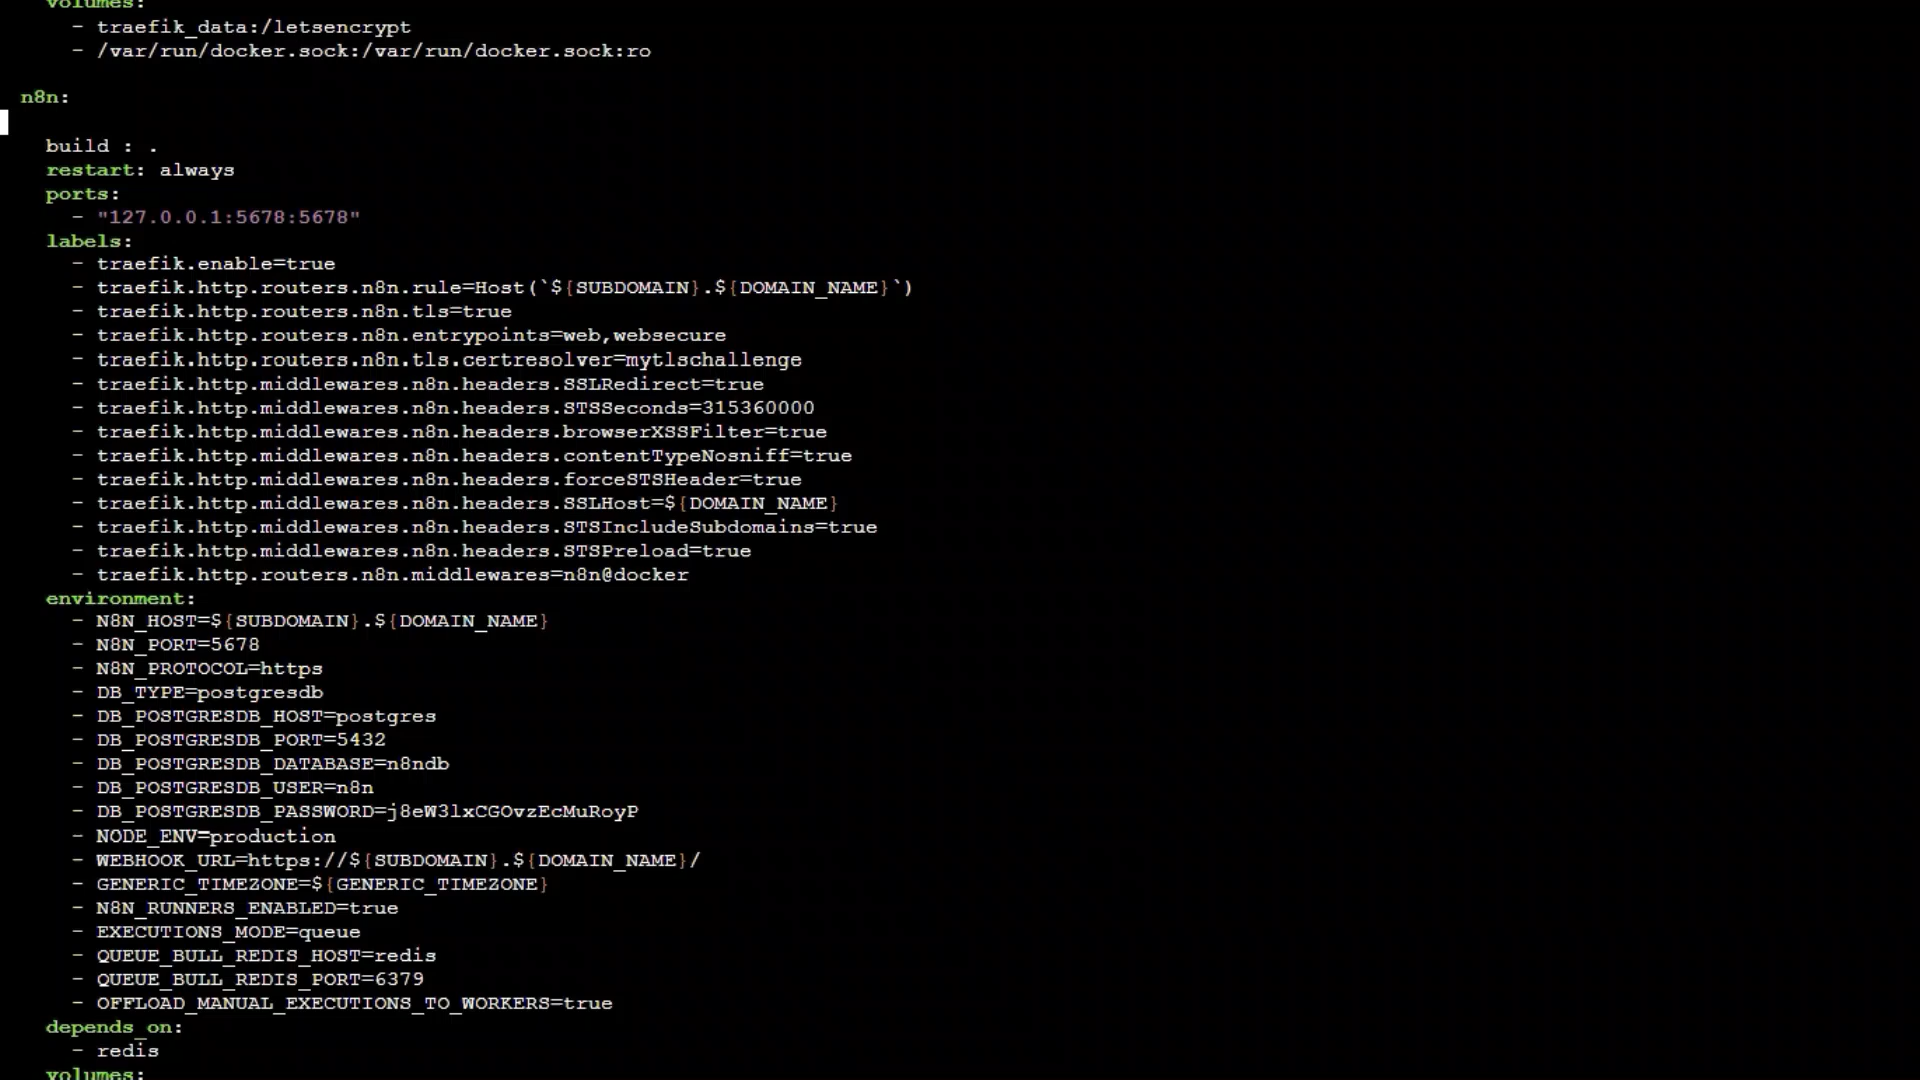 volumes:
- traefik_data:/letsencrypt
- /var/run/docker.sock:/var/run/docker.sock:ro
n8n:
build : .
restart: always
ports:
- "127.0.0.1:5678:5678"
labels:
- traefik.enable=true
- traefik.http.routers.n8n.rule=Host(`${SUBDOMAIN}.${DOMAIN_NAME}`)
- traefik.http.routers.n8n.tls=true
- traefik.http.routers.n8n.entrypoints=web,websecure
- traefik.http.routers.n8n.tls.certresolver=mytlschallenge
- traefik.http.middlewares.n8n.headers.SSLRedirect=true
- traefik.http.middlewares.n8n.headers.STSSeconds=315360000
- traefik.http.middlewares.n8n.headers.browserXSSFilter=true
- traefik.http.middlewares.n8n.headers.contentTypeNosniff=true
- traefik.http.middlewares.n8n.headers.forceSTSHeader=true
- traefik.http.middlewares.n8n.headers.SSLHost=${DOMAIN_NAME}
- traefik.http.middlewares.n8n.headers.STSIncludeSubdomains=true
- traefik.http.middlewares.n8n.headers.STSPreload=true
- traefik.http.routers.n8n.middlewares=n8n@docker
environment:
- N8N_HOST=${SUBDOMAIN}.${DOMAIN_NAME}
- N8N_PORT=5678
- N8N_PROTOCOL=https
- DB_TYPE=postgresdb
- DB_POSTGRESDB_HOST=postgres
- DB_POSTGRESDB_PORT=5432
- DB_POSTGRESDB_DATABASE=n8ndb
- DB_POSTGRESDB_USER=n8n
- DB_POSTGRESDB_PASSWORD=j8eW3lxCGOvzEcMuRoyP
- NODE_ENV=production
- WEBHOOK_URL=https://${SUBDOMAIN}.${DOMAIN_NAME}/
- GENERIC_TIMEZONE=${GENERIC_TIMEZONE}
- N8N_RUNNERS_ENABLED=true
- EXECUTIONS_MODE=queue
- QUEUE_BULL_REDIS_HOST=redis
- QUEUE_BULL_REDIS_PORT=6379
- OFFLOAD_MANUAL_EXECUTIONS_TO_WORKERS=true
depends_on:
- redis
volumes: